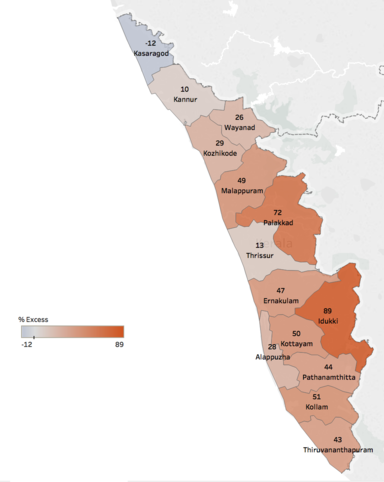 -12
Kasaragod
10
Kannur
26
Wayanad
29
Kozhikode
49
Malappuram
72
Palakkad
13
Thrissur
47
Ernakulam
89
Idukki
% Excess
-12 89
50
Kottayam
28
Alappuzha
44
Pathanamthitta
51
Kollam
43
Thiruvananthapuram